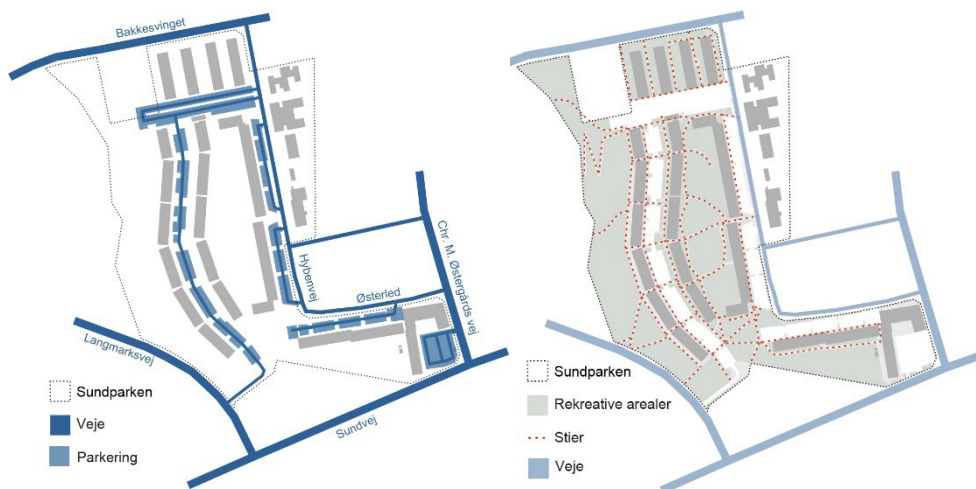 Bakkesvinget
Hybenvej
Chr. M. Østergårds vej
Østerled
Langmarksvej
Sundvej
Sundparken
Veje
Parkering
Sundparken
Rekreative arealer
Stier
Veje